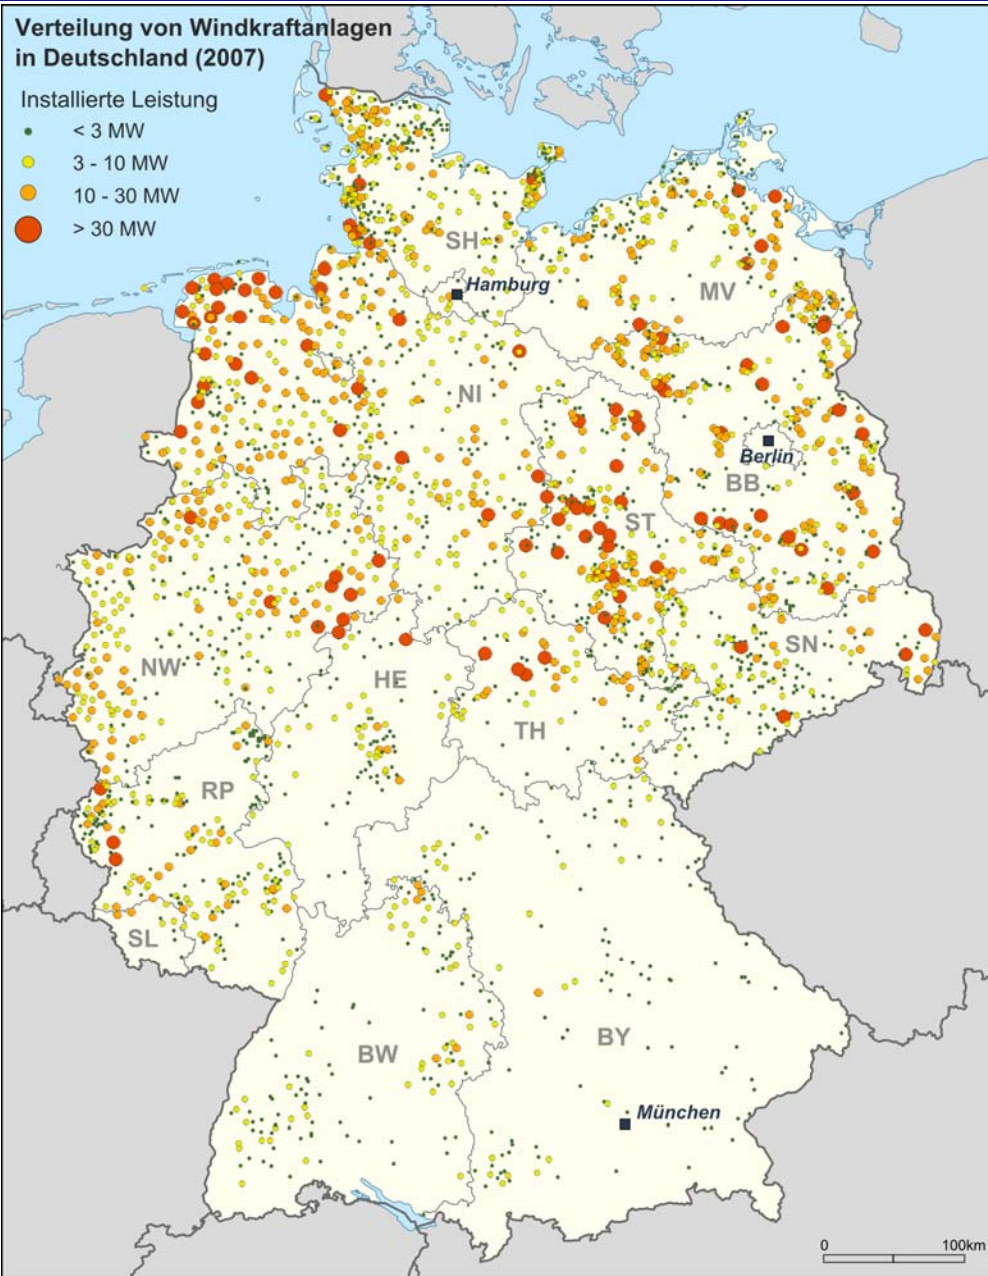 Verteilung von Windkraftanlagen
in Deutschland (2007)
Installierte Leistung
< 3 MW
3 - 10 MW
10 - 30 MW
> 30 MW
SH
Hamburg
MV
NI
Berlin
BB
ST
NW
HE
SN
TH
RP
SL
BW
BY
München
0 100km